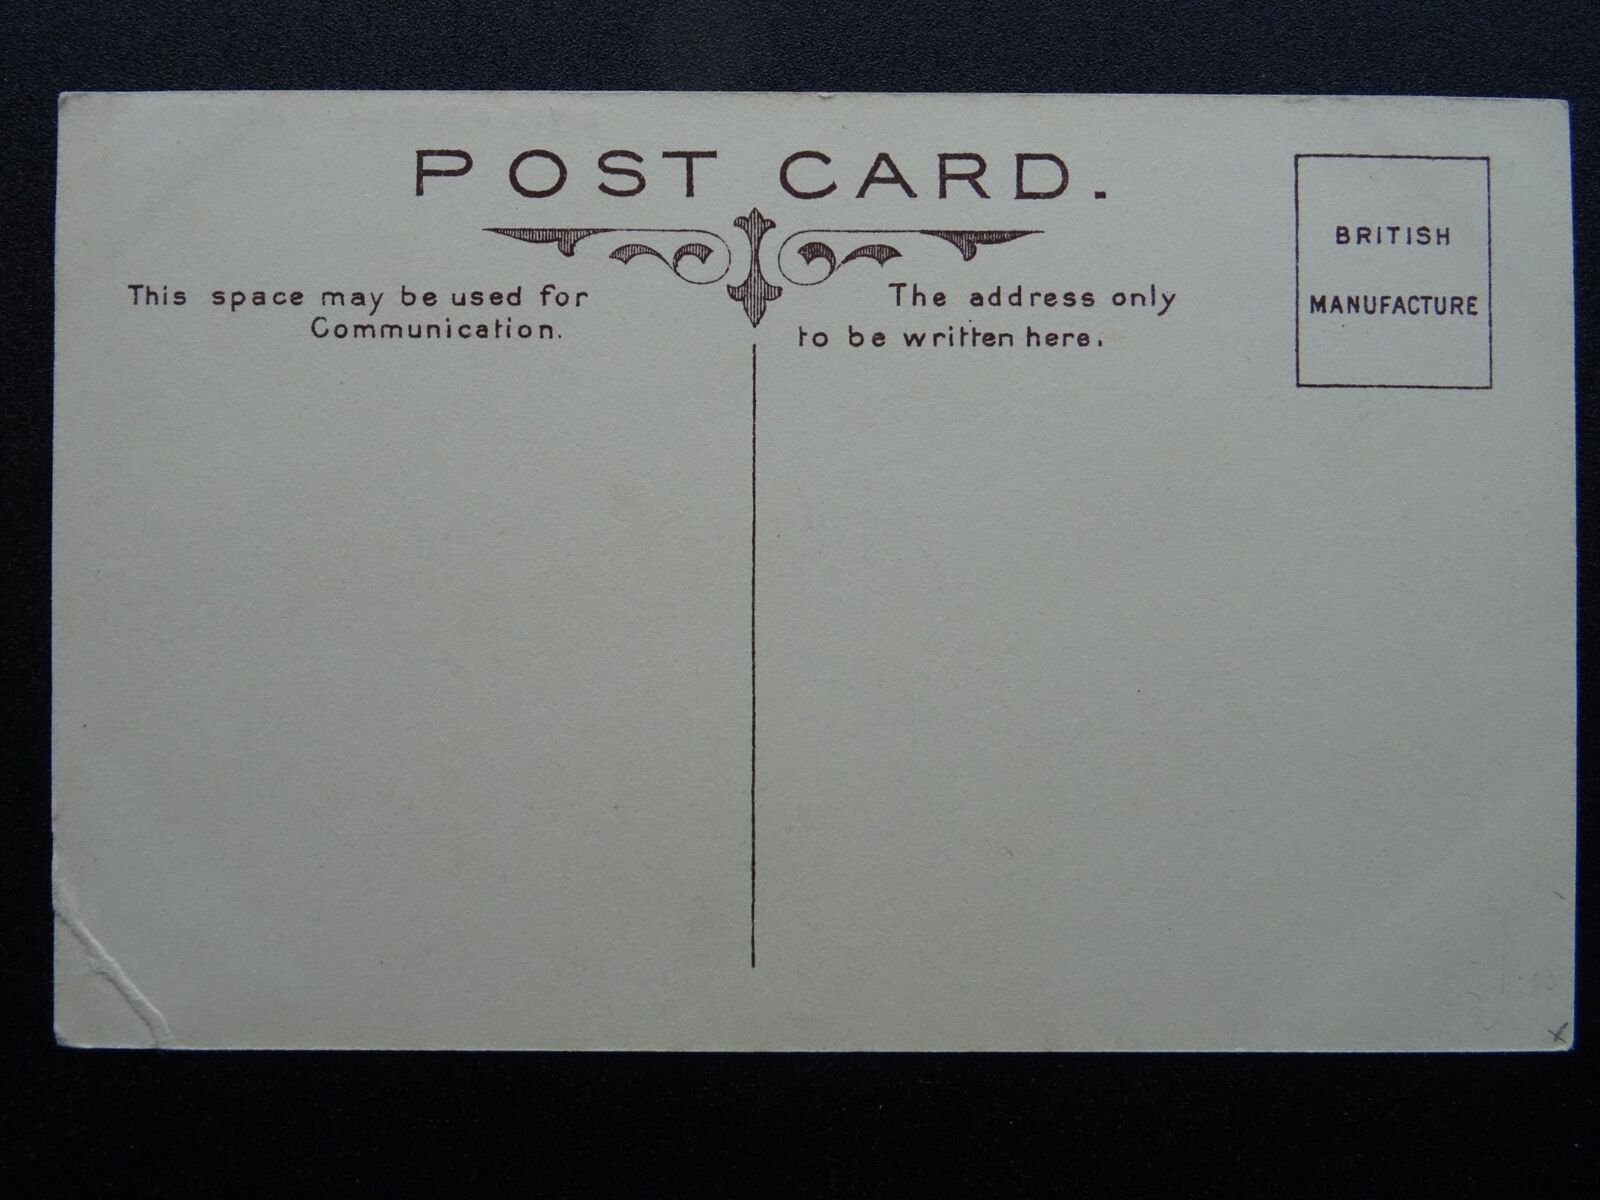 POST CARD.
This space may be used for
Communication.
The address only
to be written here.
BRITISH
MANUFACTURE
x